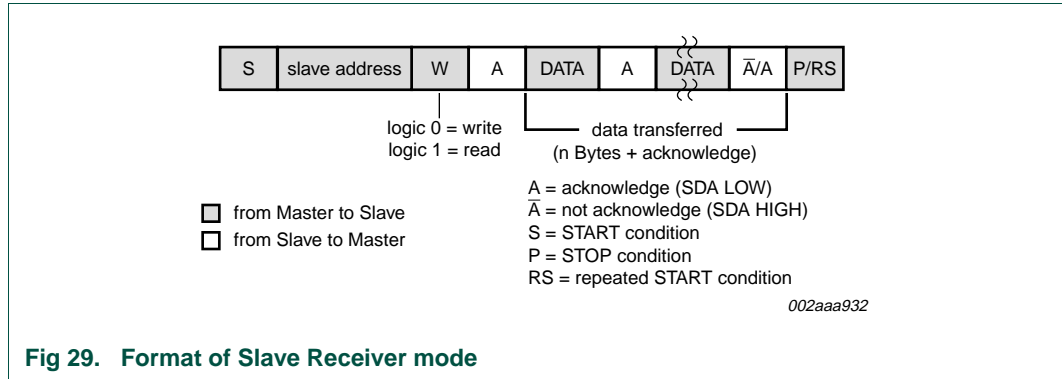 S slave address W A DATA A DATA A̅/A P/RS
logic 0 = write
logic 1 = read
data transferred
(n Bytes + acknowledge)
A = acknowledge (SDA LOW)
A̅ = not acknowledge (SDA HIGH)
S = START condition
P = STOP condition
RS = repeated START condition
from Master to Slave
from Slave to Master
002aaa932
Fig 29. Format of Slave Receiver mode